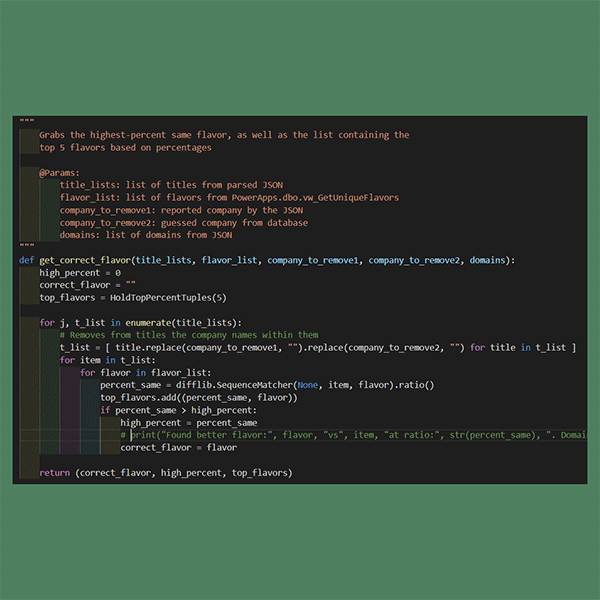 """
Grabs the highest-percent same flavor, as well as the list containing the
top 5 flavors based on percentages
@Params:
title_lists: list of titles from parsed JSON
flavor_list: list of flavors from PowerApps.dbo.vw_GetUniqueFlavors
company_to_remove1: reported company by the JSON
company_to_remove2: guessed company from database
domains: list of domains from JSON
"""
def get_correct_flavor(title_lists, flavor_list, company_to_remove1, company_to_remove2, domains):
high_percent = 0
correct_flavor = ""
top_flavors = HoldTopPercentTuples(5)
for j, t_list in enumerate(title_lists):
# Removes from titles the company names within them
t_list = [ title.replace(company_to_remove1, "").replace(company_to_remove2, "") for title in t_list ]
for item in t_list:
for flavor in flavor_list:
percent_same = difflib.SequenceMatcher(None, item, flavor).ratio()
top_flavors.add((percent_same, flavor))
if percent_same > high_percent:
high_percent = percent_same
# print("Found better flavor:", flavor, "vs", item, "at ratio:", str(percent_same), ". Domai
correct_flavor = flavor
return (correct_flavor, high_percent, top_flavors)